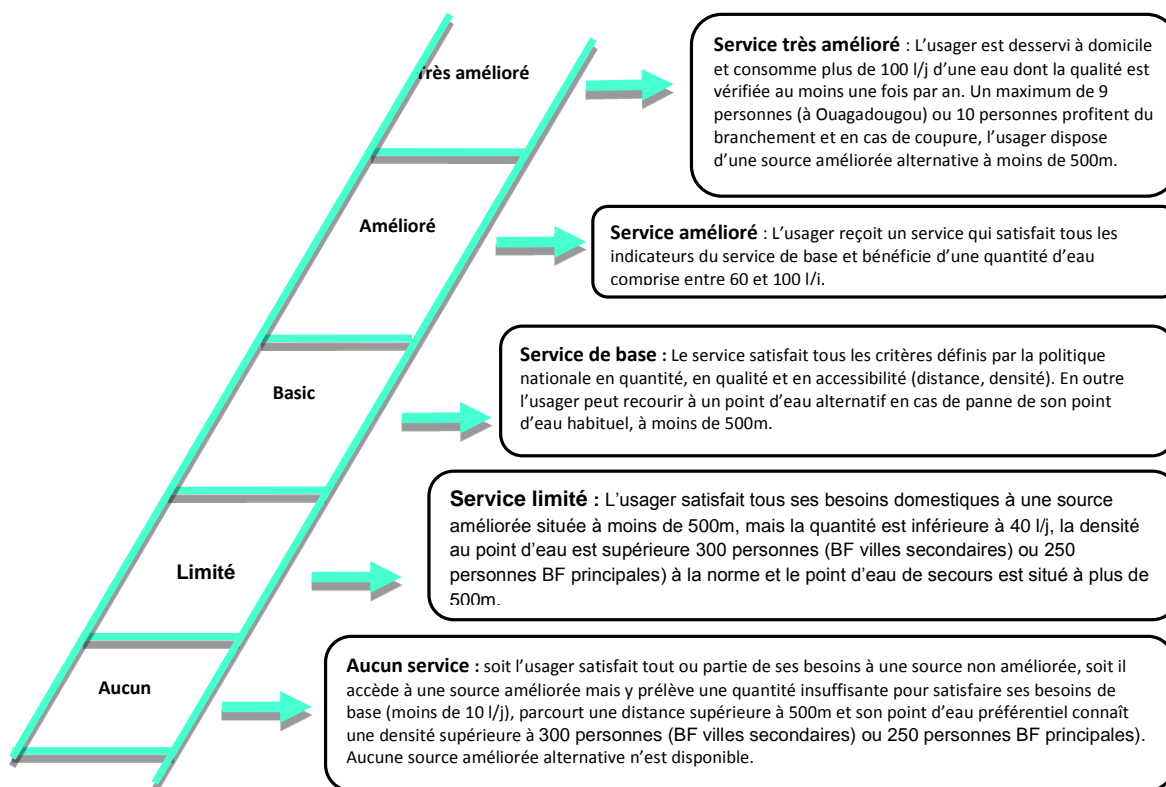 Très amélioré
Service très amélioré : L'usager est desservi à domicile
et consomme plus de 100 l/j d'une eau dont la qualité est
vérifiée au moins une fois par an. Un maximum de 9
personnes (à Ouagadougou) ou 10 personnes profitent du
branchement et en cas de coupure, l'usager dispose
d'une source améliorée alternative à moins de 500m.
Amélioré
Service amélioré : L'usager reçoit un service qui satisfait tous les
indicateurs du service de base et bénéficie d'une quantité d'eau
comprise entre 60 et 100 l/j.
Basic
Service de base : Le service satisfait tous les critères définis par la politique
nationale en quantité, en qualité et en accessibilité (distance, densité). En outre
l'usager peut recourir à un point d'eau alternatif en cas de panne de son point
d'eau habituel, à moins de 500m.
Limité
Service limité : L'usager satisfait tous ses besoins domestiques à une source
améliorée située à moins de 500m, mais la quantité est inférieure à 40 l/j, la densité
au point d'eau est supérieure 300 personnes (BF villes secondaires) ou 250
personnes BF principales) à la norme et le point d'eau de secours est situé à plus de
500m.
Aucun
Aucun service : soit l'usager satisfait tout ou partie de ses besoins à une source non améliorée, soit il
accède à une source améliorée mais y prélève une quantité insuffisante pour satisfaire ses besoins de
base (moins de 10 l/j), parcourt une distance supérieure à 500m et son point d'eau préférentiel connaît
une densité supérieure à 300 personnes (BF villes secondaires) ou 250 personnes BF principales).
Aucune source améliorée alternative n'est disponible.